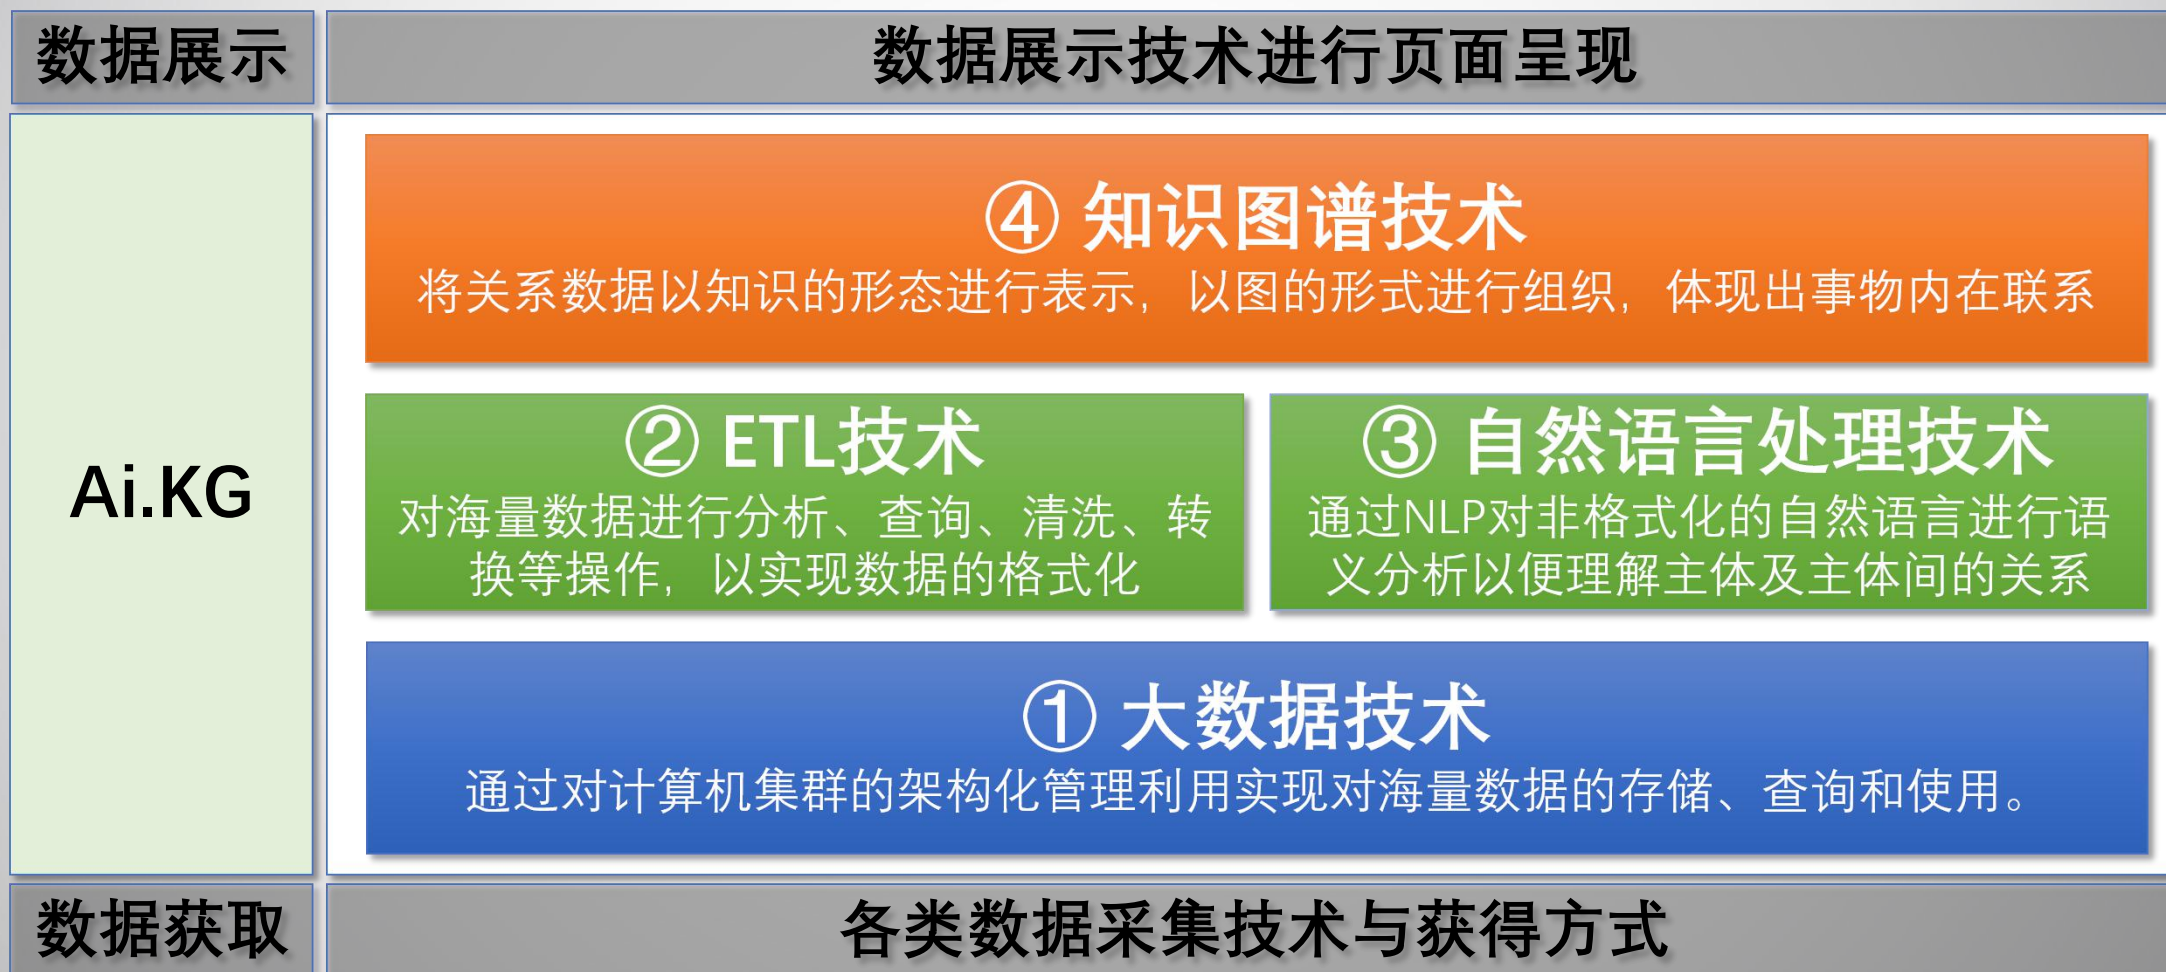 数据展示
数据展示技术进行页面呈现
Ai.KG
④ 知识图谱技术
将关系数据以知识的形态进行表示，以图的形式进行组织，体现出事物内在联系
② ETL技术
对海量数据进行分析、查询、清洗、转
换等操作，以实现数据的格式化
③ 自然语言处理技术
通过NLP对非格式化的自然语言进行语
义分析以便理解主体及主体间的关系
① 大数据技术
通过对计算机集群的架构化管理利用实现对海量数据的存储、查询和使用。
数据获取
各类数据采集技术与获得方式